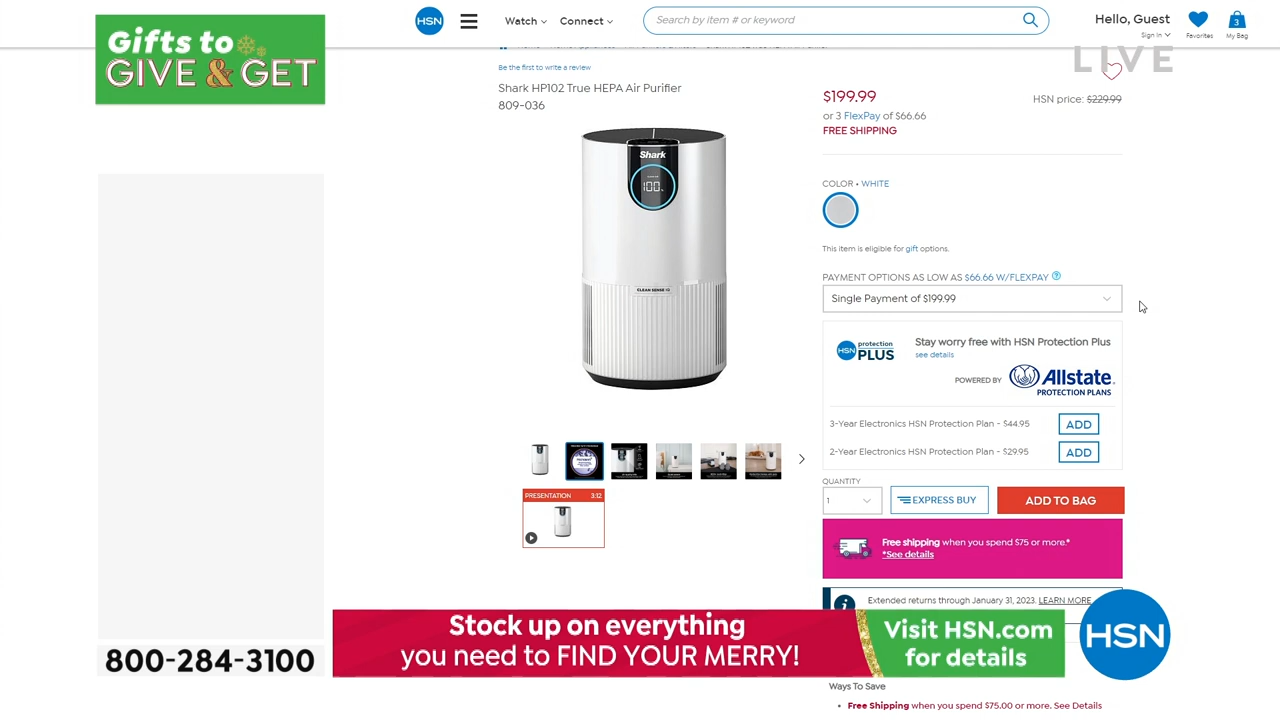 Gifts to
GIVE & GET
HSN
Watch
Connect
Search by item # or keyword
Hello, Guest
Sign in
Favorites
3
My Bag
LIVE
Be the first to write a review
Shark HP102 True HEPA Air Purifier
809-036
$199.99
HSN price: $229.99
or 3 FlexPay of $66.66
FREE SHIPPING
Shark
100%
CLEAN SENSE IQ
COLOR • WHITE
This item is eligible for gift options.
PAYMENT OPTIONS AS LOW AS $66.66 W/FLEXPAY ?
Single Payment of $199.99
HSN protection PLUS
Stay worry free with HSN Protection Plus
see details
POWERED BY Allstate.
PROTECTION PLANS
3-Year Electronics HSN Protection Plan - $44.95 ADD
2-Year Electronics HSN Protection Plan - $29.95 ADD
PRESENTATION 3:12
QUANTITY
1
EXPRESS BUY
ADD TO BAG
Free shipping when you spend $75 or more.*
*See details
Extended returns through January 31, 2023. LEARN MORE
800-284-3100
Stock up on everything
you need to FIND YOUR MERRY!
Visit HSN.com
for details
HSN
Ways To Save
• Free Shipping when you spend $75.00 or more. See Details